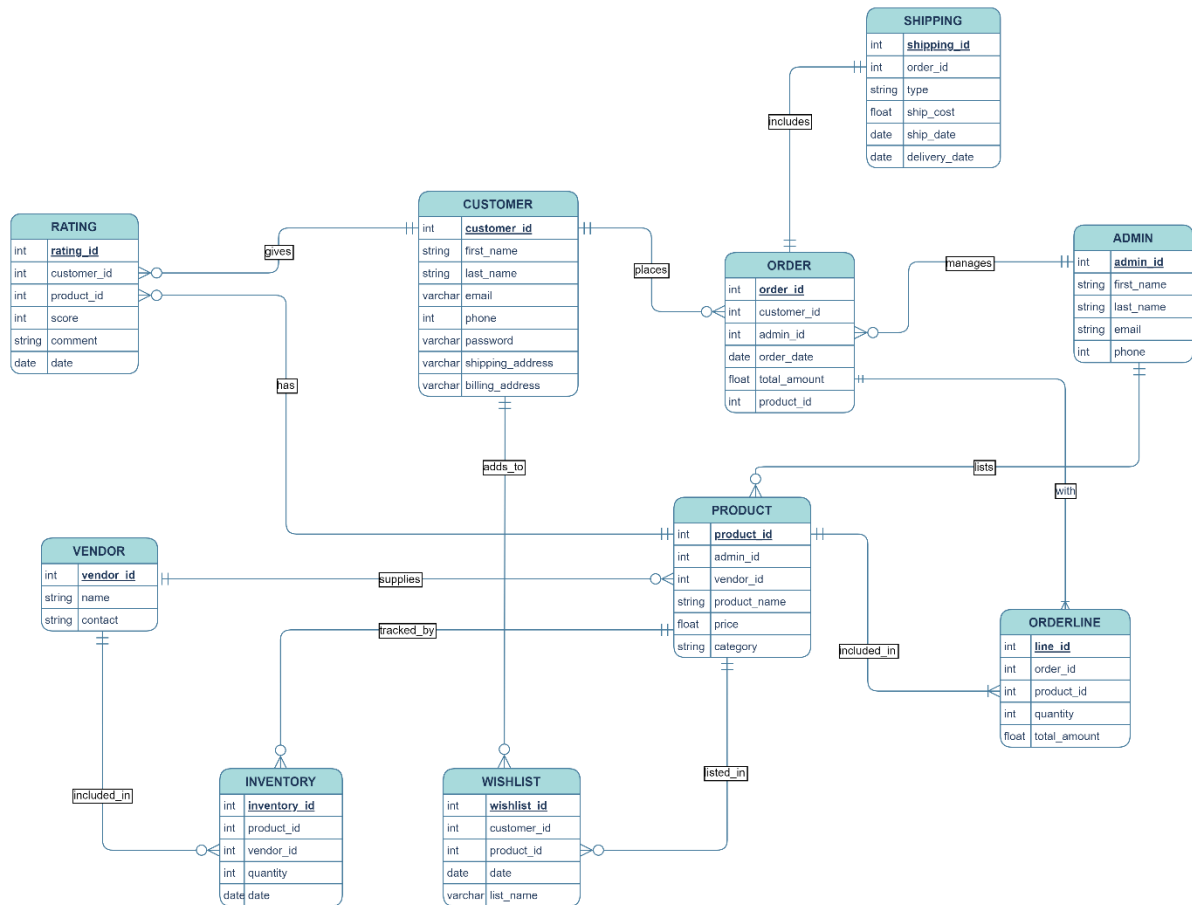 SHIPPING
int shipping_id
int order_id
string type
float ship_cost
date ship_date
date delivery_date
includes
CUSTOMER
int customer_id
string first_name
string last_name
varchar email
int phone
varchar password
varchar shipping_address
varchar billing_address
RATING
int rating_id
int customer_id
int product_id
int score
string comment
date date
gives
places
ORDER
int order_id
int customer_id
int admin_id
date order_date
float total_amount
int product_id
manages
ADMIN
int admin_id
string first_name
string last_name
string email
int phone
has
adds_to
lists
with
PRODUCT
int product_id
int admin_id
int vendor_id
string product_name
float price
string category
VENDOR
int vendor_id
string name
string contact
supplies
tracked_by
included_in
ORDERLINE
int line_id
int order_id
int product_id
int quantity
float total_amount
included_in
listed_in
INVENTORY
int inventory_id
int product_id
int vendor_id
int quantity
date date
WISHLIST
int wishlist_id
int customer_id
int product_id
date date
varchar list_name